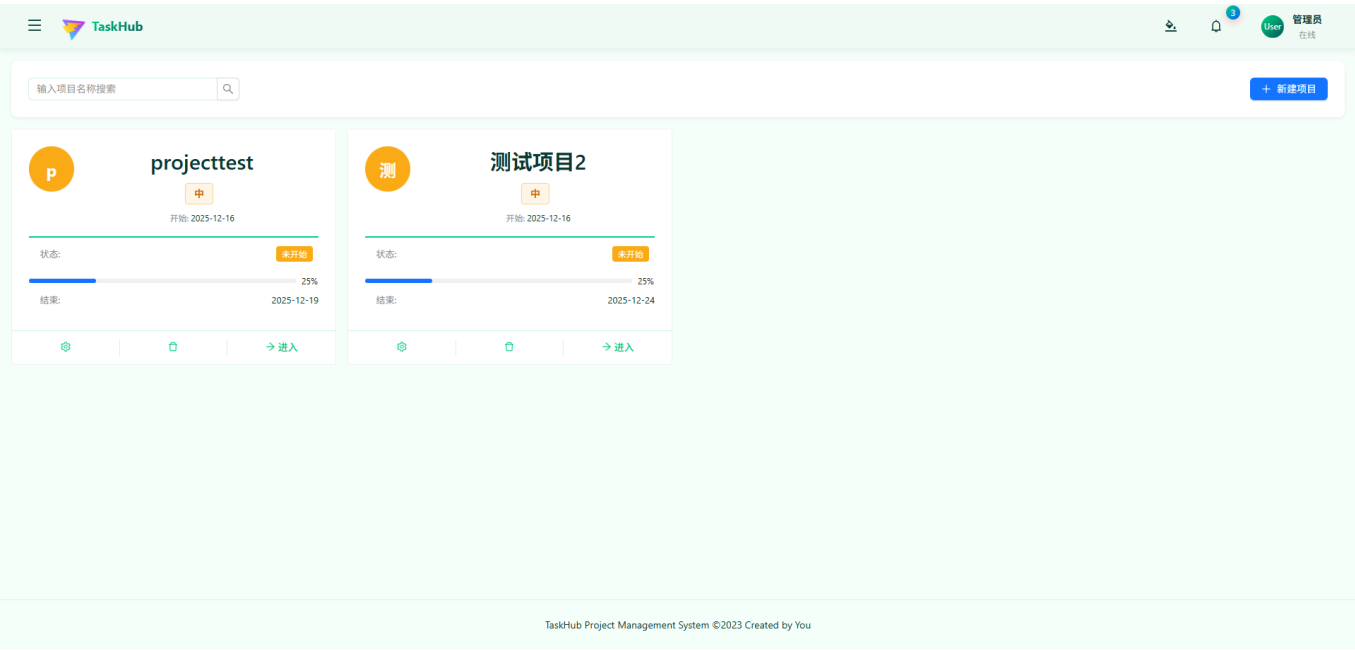 TaskHub
3
User
管理员
在线
输入项目名称搜索
新建项目
p
projecttest
中
开始: 2025-12-16
状态:
未开始
25%
结束:
2025-12-19
进入
测
测试项目2
中
开始: 2025-12-16
状态:
未开始
25%
结束:
2025-12-24
进入
TaskHub Project Management System ©2023 Created by You